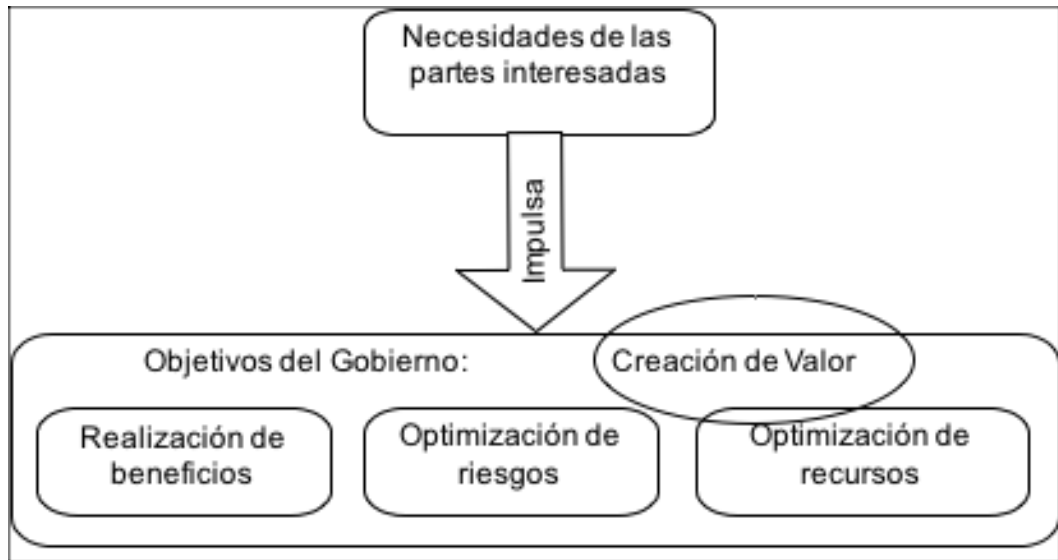 Necesidades de las
partes interesadas
Impulsa
Objetivos del Gobierno: Creación de Valor
Realización de
beneficios
Optimización de
riesgos
Optimización de
recursos